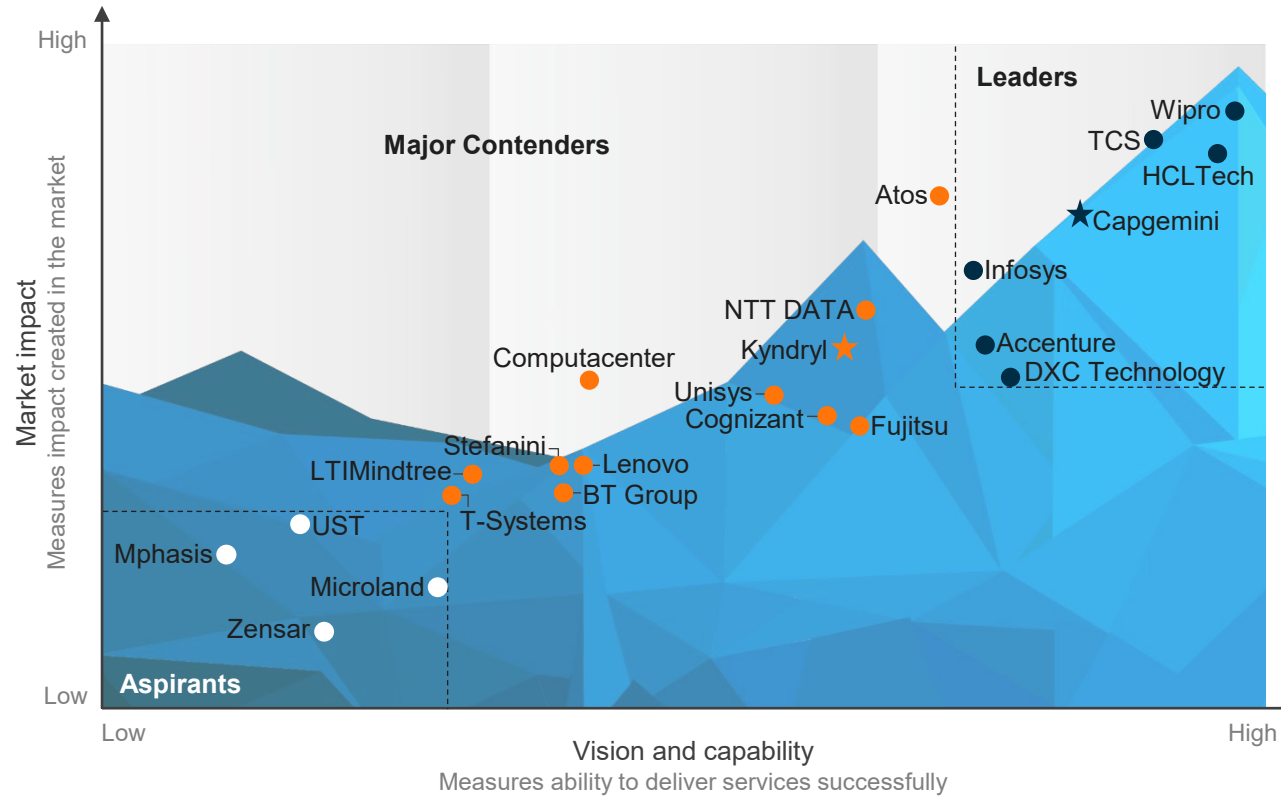 High
Leaders
Wipro
Major Contenders
TCS
HCLTech
Atos
Capgemini
Infosys
NTT DATA
Accenture
Kyndryl
Computacenter
DXC Technology
Unisys
Cognizant
Fujitsu
Stefanini
LTIMindtree
Lenovo
BT Group
T-Systems
UST
Mphasis
Microland
Zensar
Aspirants
Market impact
Measures impact created in the market
Low
Low
High
Vision and capability
Measures ability to deliver services successfully